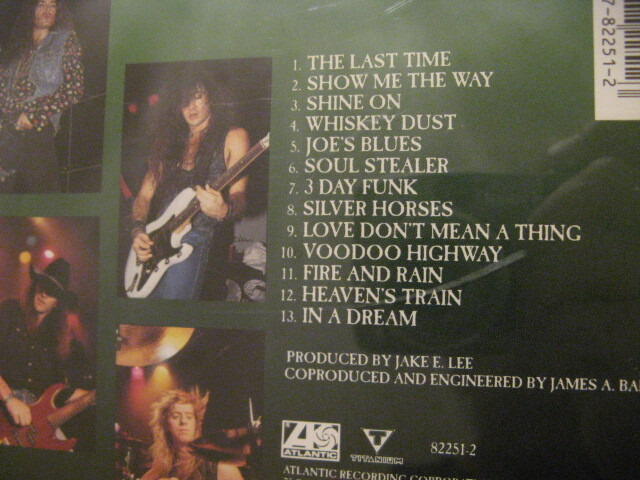 7-82251-2
1. THE LAST TIME
2. SHOW ME THE WAY
3. SHINE ON
4. WHISKEY DUST
5. JOE'S BLUES
6. SOUL STEALER
7. 3 DAY FUNK
8. SILVER HORSES
9. LOVE DON'T MEAN A THING
10. VOODOO HIGHWAY
11. FIRE AND RAIN
12. HEAVEN'S TRAIN
13. IN A DREAM
PRODUCED BY JAKE E. LEE
COPRODUCED AND ENGINEERED BY JAMES A. BA
ATLANTIC
TITANIUM
82251-2
ATLANTIC RECORDING CORPORAT